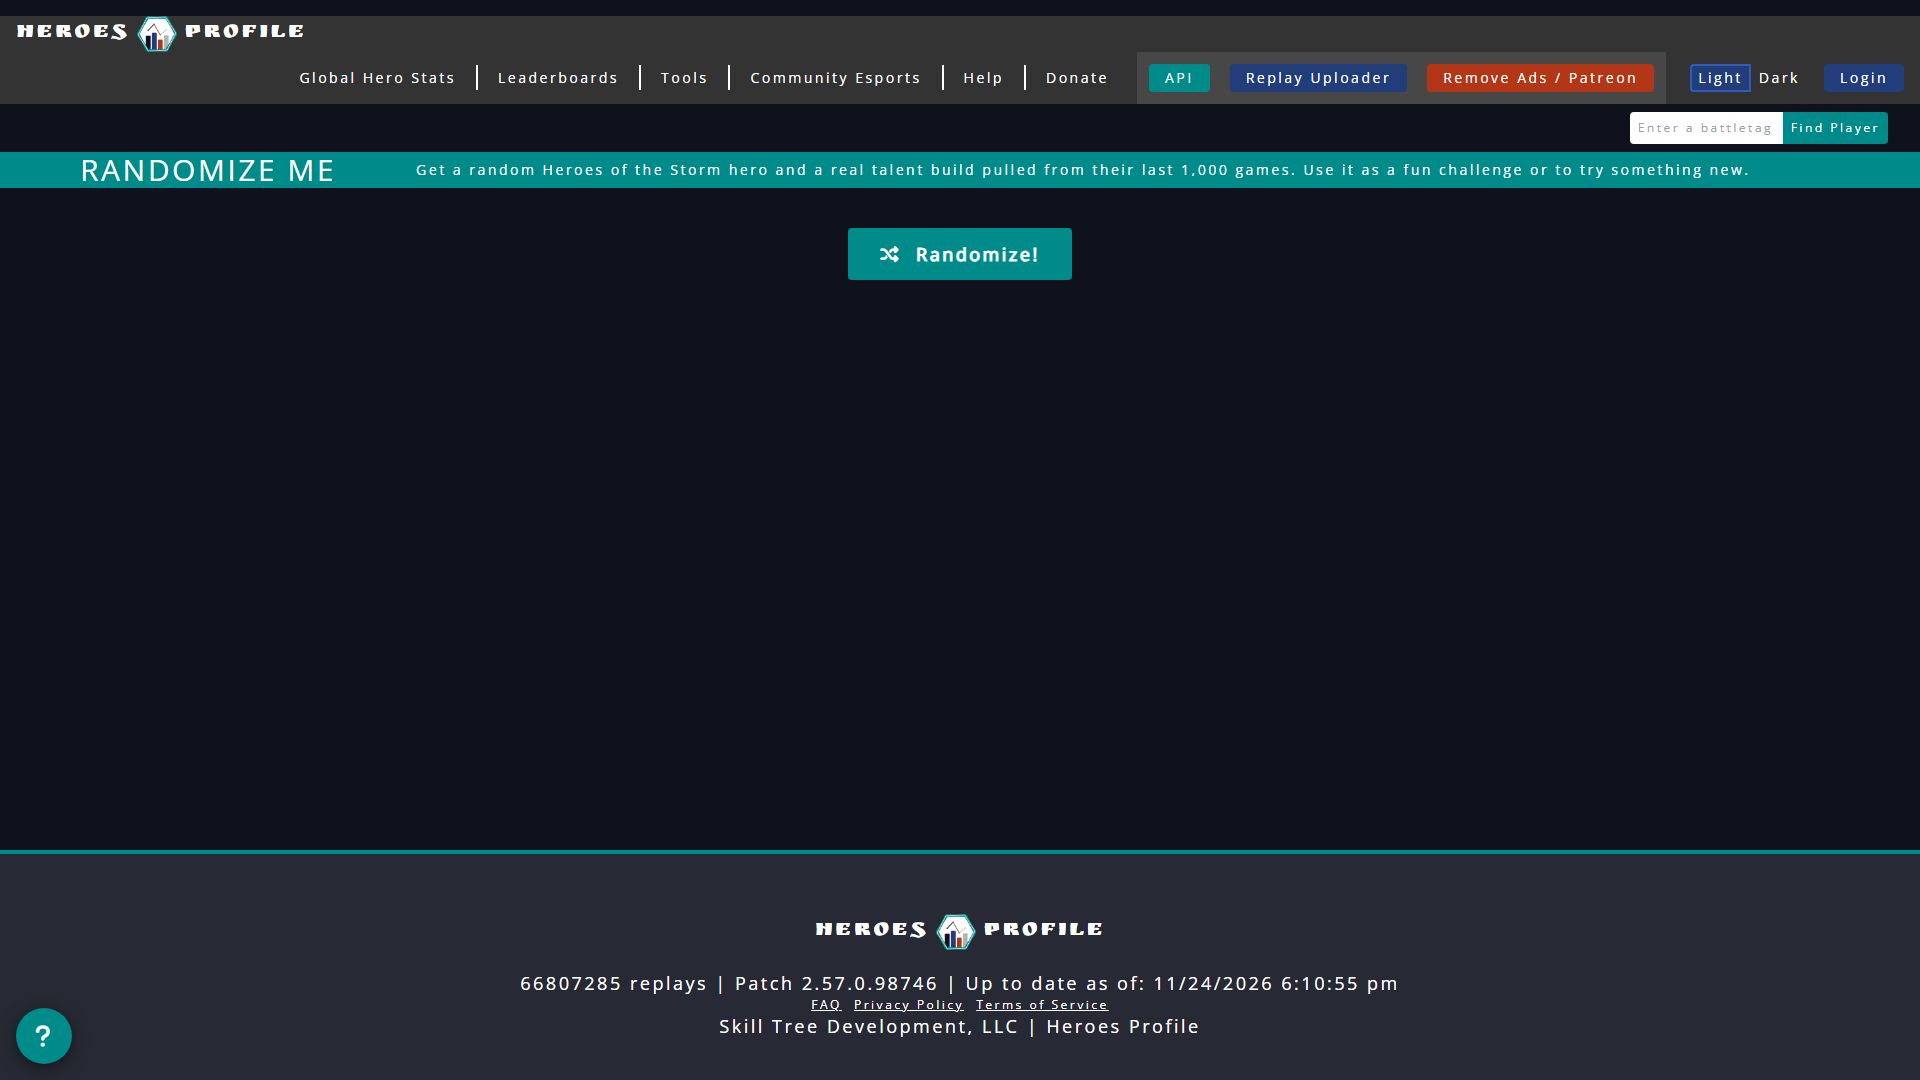 HEROES PROFILE
Global Hero Stats Leaderboards Tools Community Esports Help Donate API Replay Uploader Remove Ads / Patreon Light Dark Login
Enter a battletag Find Player
RANDOMIZE ME Get a random Heroes of the Storm hero and a real talent build pulled from their last 1,000 games. Use it as a fun challenge or to try something new.
Randomize!
HEROES PROFILE
66807285 replays | Patch 2.57.0.98746 | Up to date as of: 11/24/2026 6:10:55 pm
FAQ Privacy Policy Terms of Service
Skill Tree Development, LLC | Heroes Profile
?